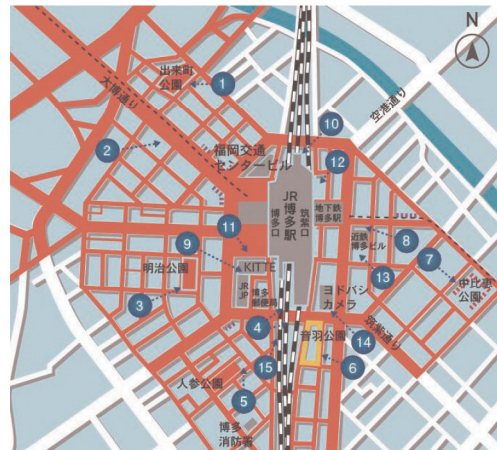 N
出来町
公園
1
大博通り
空港通り
2
福岡交通
センタービル
10
12
JR
博多駅
博多口
筑紫口
地下鉄
博多駅
11
9
KITTE
近鉄
博多ビル
8
7
明治公園
JR
JP
博多
郵便局
13
中比恵
公園
3
ヨドバシ
カメラ
4
音羽公園
筑紫通り
14
15
人参公園
6
5
博多
消防署